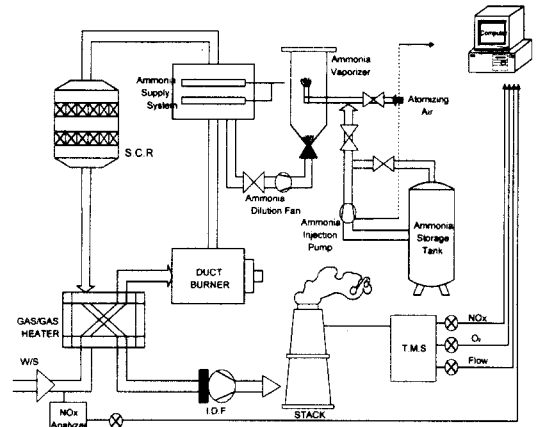 Computer
Ammonia
Vaporizer
Ammonia
Supply
System
Atomizing
Air
S.C.R
Ammonia
Dilution Fan
Ammonia
Injection
Pump
Ammonia
Storage
Tank
DUCT
BURNER
GAS/GAS
HEATER
NOx
O₂
T.M.S
Flow
W/S
I.D.F
STACK
NOx
Analyzer